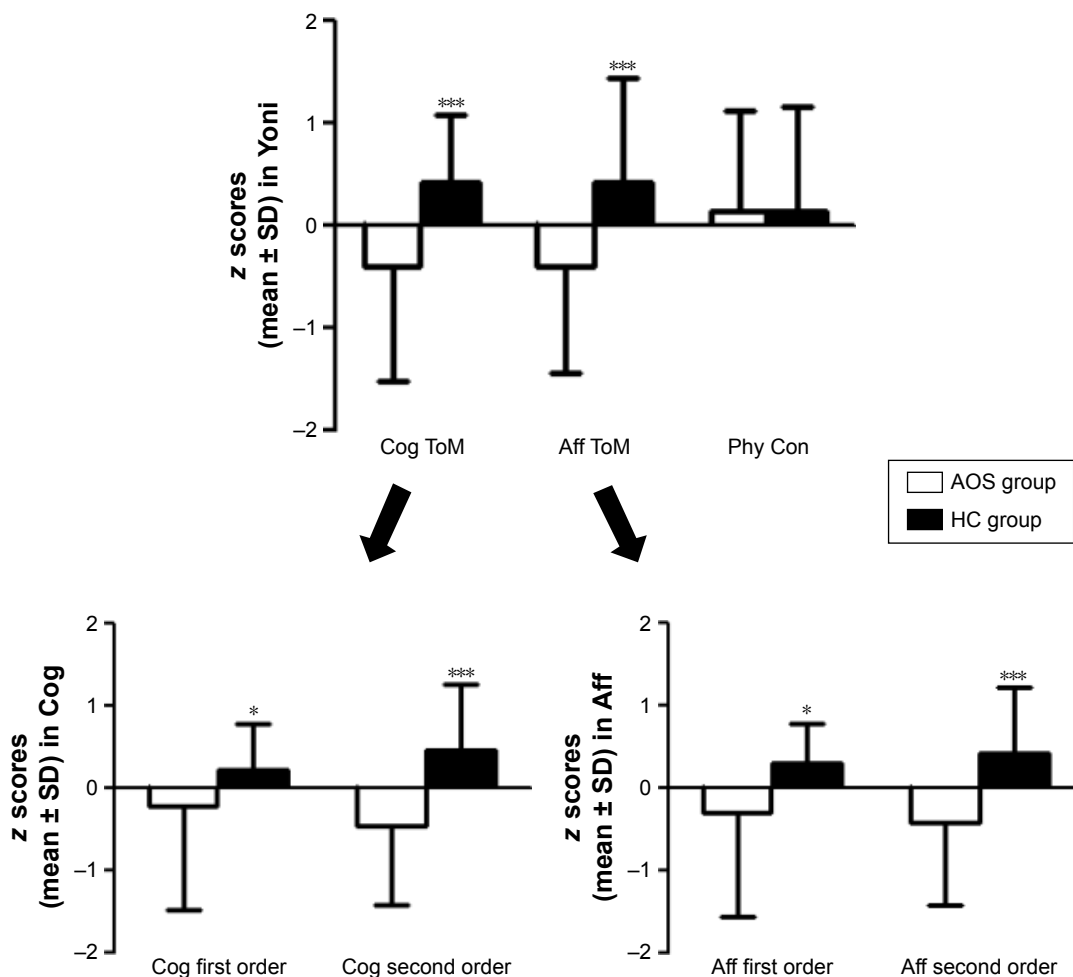 z scores
(mean ± SD) in Yoni
2
1
0
–1
–2
***
***
Cog ToM
Aff ToM
Phy Con
AOS group
HC group
z scores
(mean ± SD) in Cog
2
1
0
–1
–2
*
***
Cog first order
Cog second order
z scores
(mean ± SD) in Aff
2
1
0
–1
–2
*
***
Aff first order
Aff second order